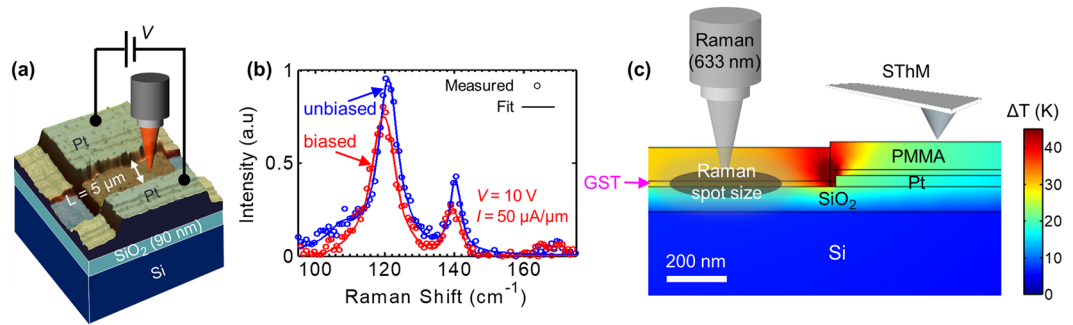 (a)
V
Pt
L = 5 μm
Pt
SiO2 (90 nm)
Si
(b)
1
0.5
0
Intensity (a.u)
unbiased
biased
Measured
Fit
V = 10 V
I = 50 μA/μm
100
120
140
160
Raman Shift (cm-1)
(c)
Raman
(633 nm)
SThM
ΔT (K)
PMMA
Raman
spot size
GST
Pt
SiO2
Si
200 nm
40
30
20
10
0